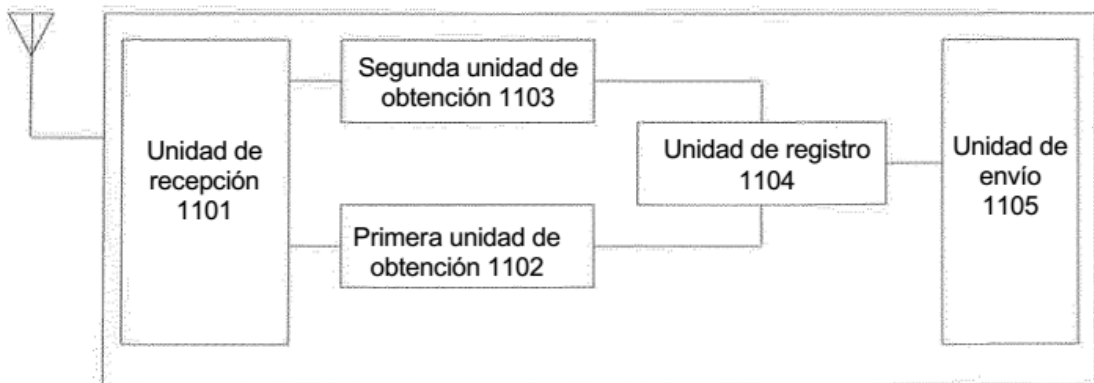 Unidad de
recepción
1101
Segunda unidad de
obtención 1103
Primera unidad de
obtención 1102
Unidad de registro
1104
Unidad de
envío
1105